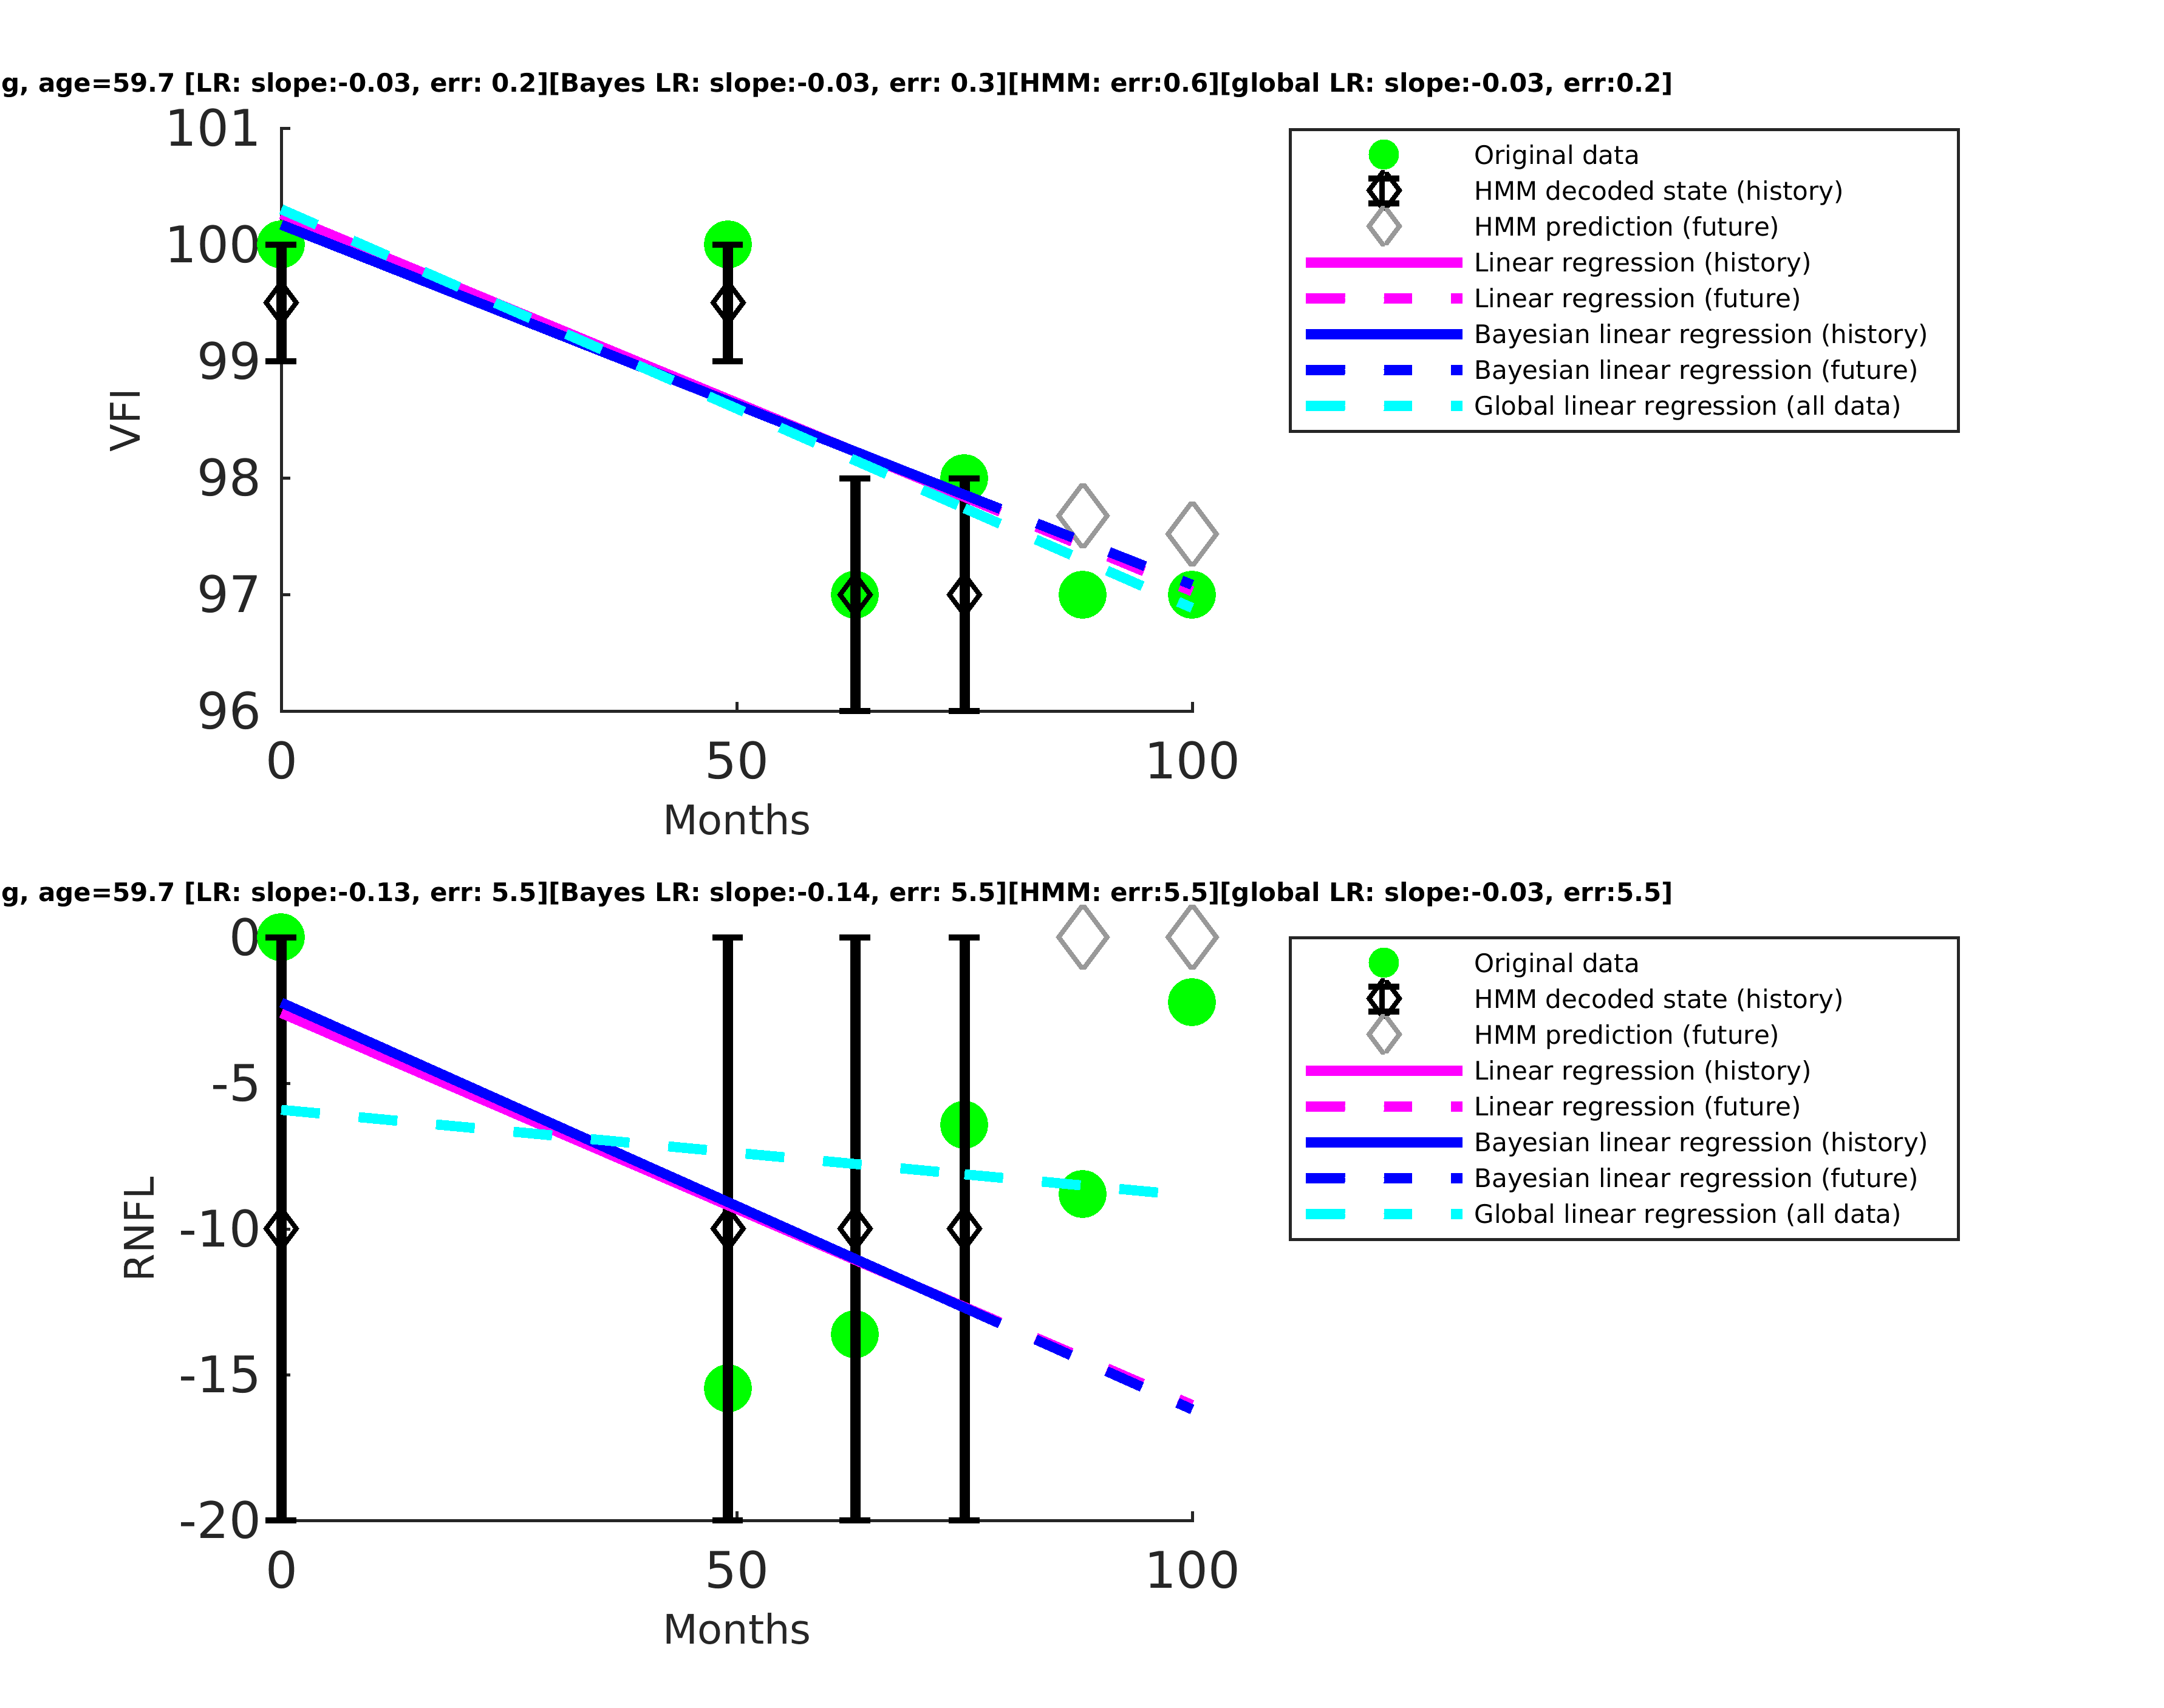 g, age=59.7 [LR: slope:-0.03, err: 0.2][Bayes LR: slope:-0.03, err: 0.3][HMM: err:0.6][global LR: slope:-0.03, err:0.2]
101
100
99
98
97
96
VFI
0 50 100
Months
Original data
HMM decoded state (history)
HMM prediction (future)
Linear regression (history)
Linear regression (future)
Bayesian linear regression (history)
Bayesian linear regression (future)
Global linear regression (all data)
g, age=59.7 [LR: slope:-0.13, err: 5.5][Bayes LR: slope:-0.14, err: 5.5][HMM: err:5.5][global LR: slope:-0.03, err:5.5]
0
-5
-10
-15
-20
RNFL
0 50 100
Months
Original data
HMM decoded state (history)
HMM prediction (future)
Linear regression (history)
Linear regression (future)
Bayesian linear regression (history)
Bayesian linear regression (future)
Global linear regression (all data)